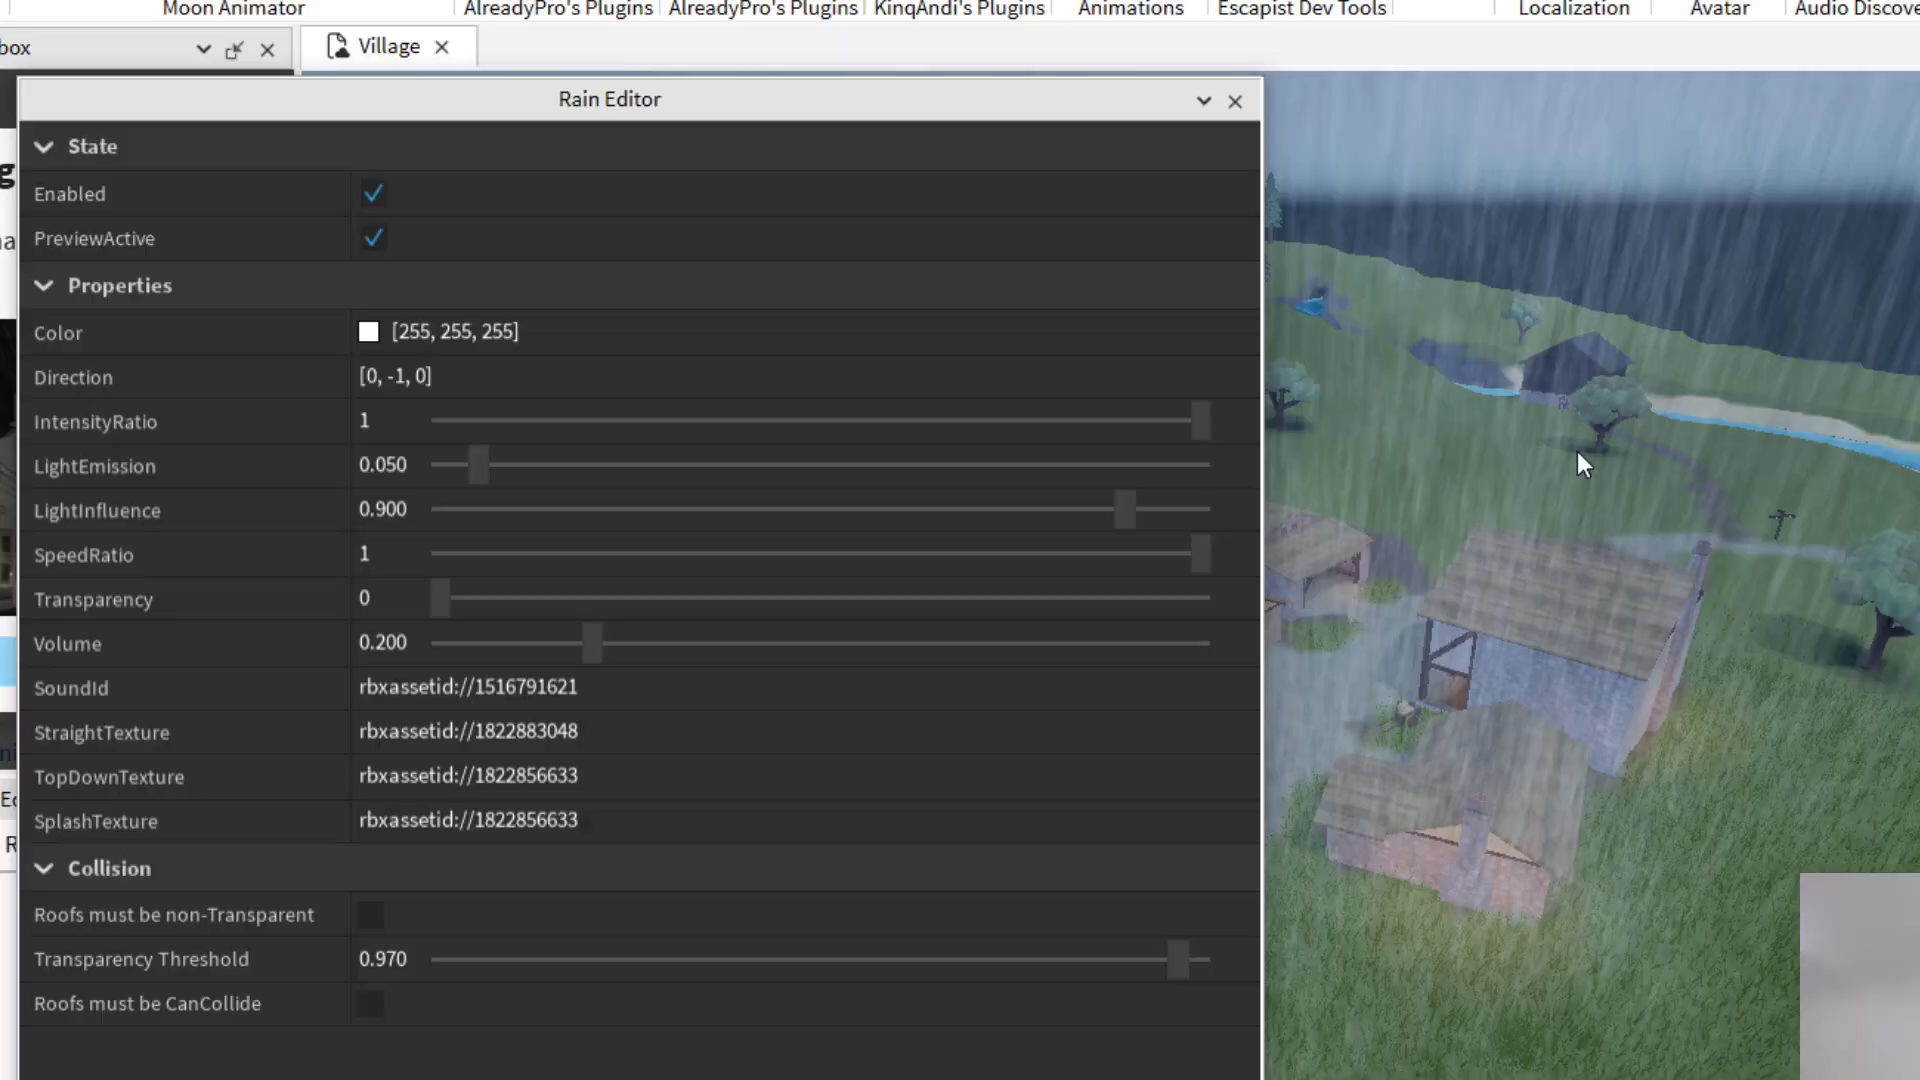 Moon Animator
AlreadyPro's Plugins
AlreadyPro's Plugins
KinqAndi's Plugins
Animations
Escapist Dev Tools
Localization
Avatar
Audio Discove
box
Village
Rain Editor
State
Enabled
PreviewActive
Properties
Color [255, 255, 255]
Direction [0, -1, 0]
IntensityRatio 1
LightEmission 0.050
LightInfluence 0.900
SpeedRatio 1
Transparency 0
Volume 0.200
SoundId rbxassetid://1516791621
StraightTexture rbxassetid://1822883048
TopDownTexture rbxassetid://1822856633
SplashTexture rbxassetid://1822856633
Collision
Roofs must be non-Transparent
Transparency Threshold 0.970
Roofs must be CanCollide